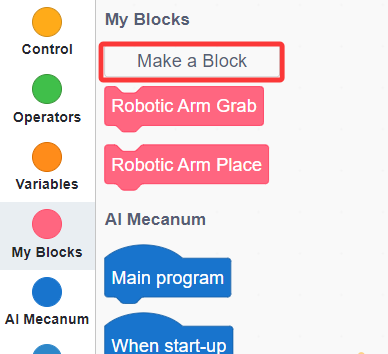 Control
Operators
Variables
My Blocks
AI Mecanum
My Blocks
Make a Block
Robotic Arm Grab
Robotic Arm Place
AI Mecanum
Main program
When start-up